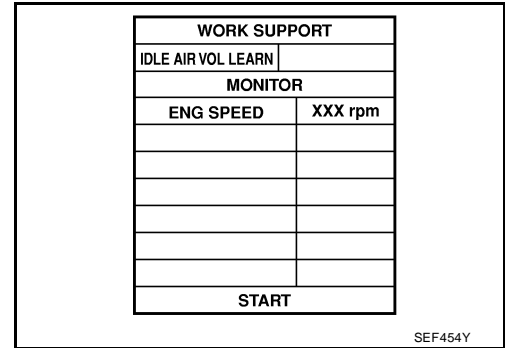 WORK SUPPORT
IDLE AIR VOL LEARN
MONITOR
ENG SPEED XXX rpm
START
SEF454Y